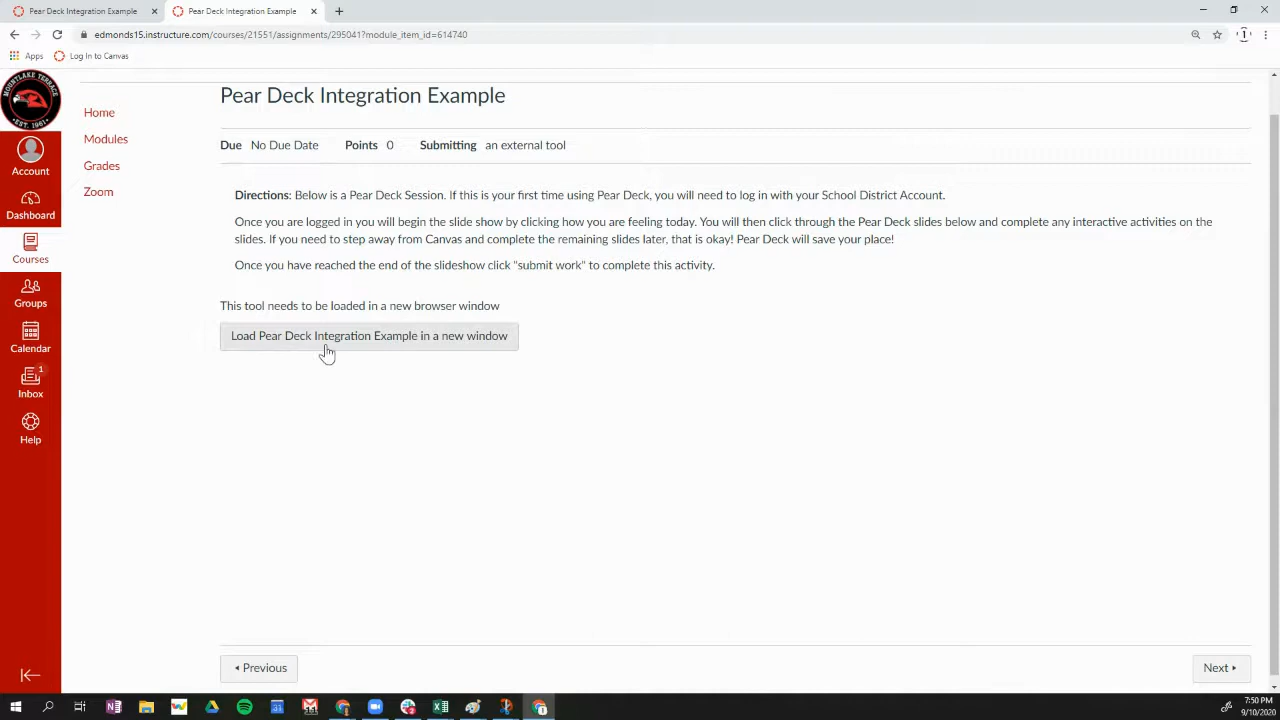 Pear Deck Integration Example
Pear Deck Integration Example
edmonds15.instructure.com/courses/21551/assignments/295041?module_item_id=614740
Apps
Log In to Canvas
MOUNTLAKE TERRACE
EST. 1961
Account
Dashboard
Courses
Groups
Calendar
1
Inbox
Help
Home
Modules
Grades
Zoom
Pear Deck Integration Example
Due No Due Date Points 0 Submitting an external tool
Directions: Below is a Pear Deck Session. If this is your first time using Pear Deck, you will need to log in with your School District Account.
Once you are logged in you will begin the slide show by clicking how you are feeling today. You will then click through the Pear Deck slides below and complete any interactive activities on the
slides. If you need to step away from Canvas and complete the remaining slides later, that is okay! Pear Deck will save your place!
Once you have reached the end of the slideshow click "submit work" to complete this activity.
This tool needs to be loaded in a new browser window
Load Pear Deck Integration Example in a new window
Previous
Next
7:50 PM
9/10/2020